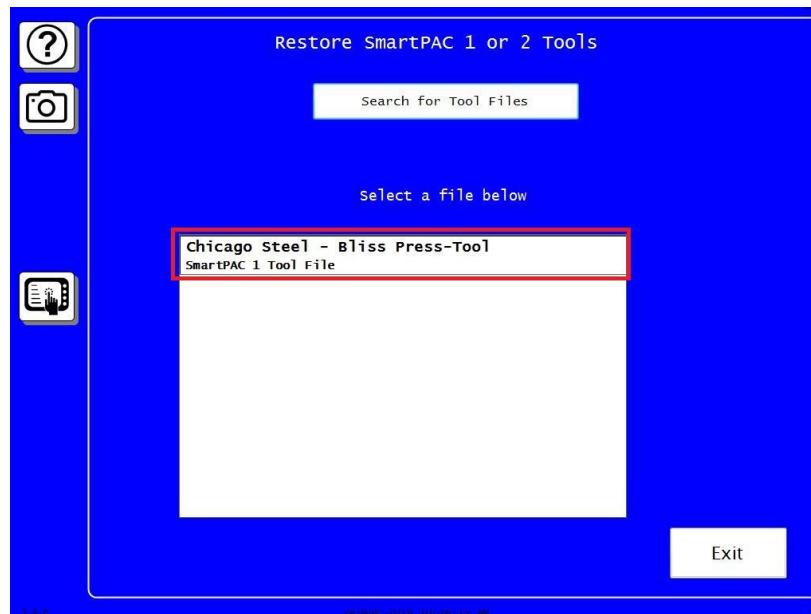 Restore SmartPAC 1 or 2 Tools
Search for Tool Files
Select a file below
Chicago Steel - Bliss Press-Tool
SmartPAC 1 Tool File
Exit